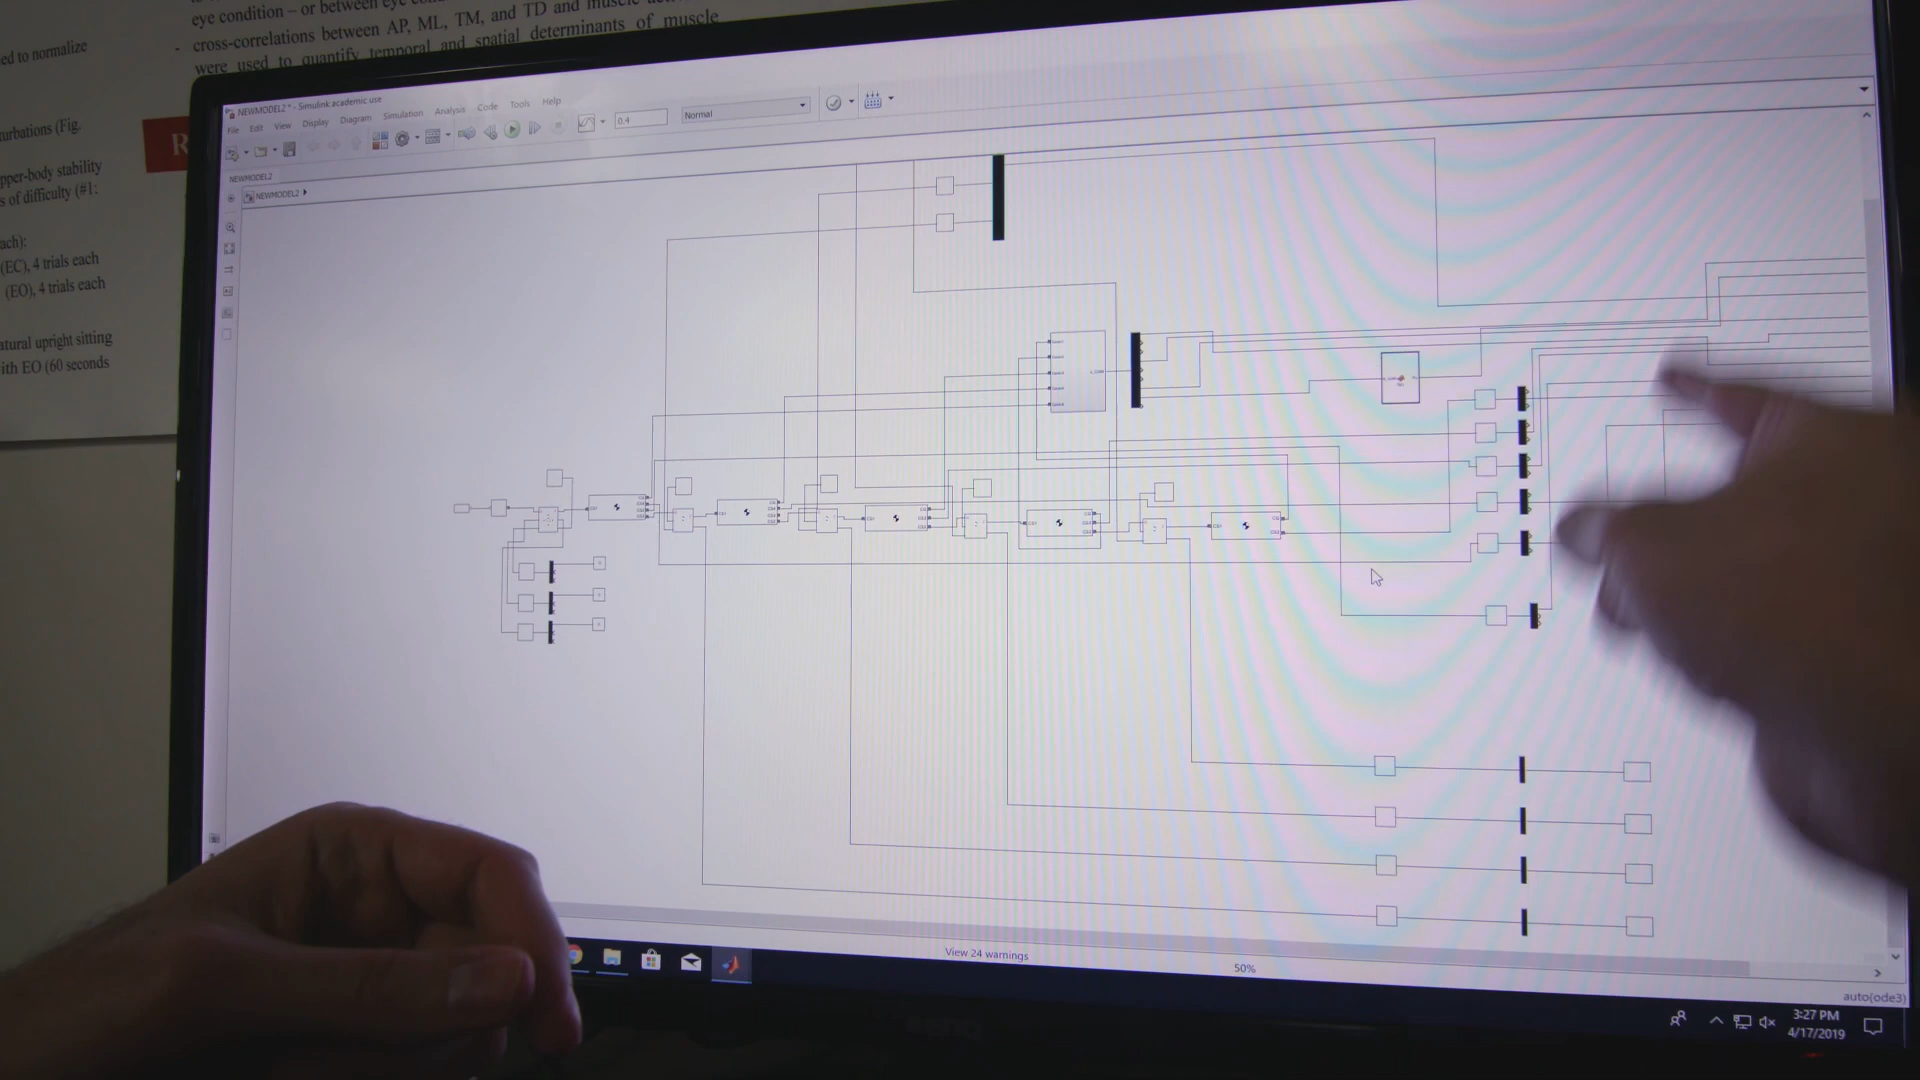 eye condition – or between eye
cross-correlations between AP, ML, TM, and TD and muscle
were used to quantify temporal and spatial determinants of muscle
ed to normalize
turbations (Fig.
pper-body stability
s of difficulty (#1:
ach):
(EC), 4 trials each
(EO), 4 trials each
atural upright sitting
ith EO (60 seconds
R
NEWMODEL2 * - Simulink academic use
File Edit View Display Diagram Simulation Analysis Code Tools Help
0.4
Normal
NEWMODEL2
NEWMODEL2
View 24 warnings
50%
auto(ode3)
3:27 PM
4/17/2019